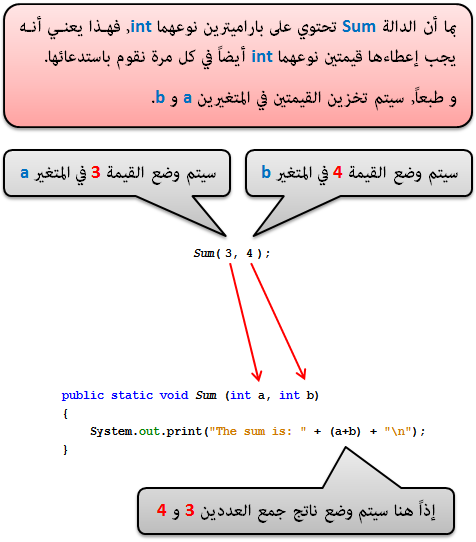 بما أن الدالة Sum تحتوي على باراميترين نوعهما int, فهـذا يعنـي أنـه
يجب إعطاءها قيمتين نوعهما int أيضاً في كل مرة نقوم باستدعائها.
و طبعاً, سيتم تخزين القيمتين في المتغيرين a و b.
سيتم وضع القيمة 4 في المتغير b
سيتم وضع القيمة 3 في المتغير a
Sum( 3, 4 );
public static void Sum (int a, int b)
{
System.out.print("The sum is: " + (a+b) + "\n");
}
إذاً هنا سيتم وضع ناتج جمع العددين 3 و 4